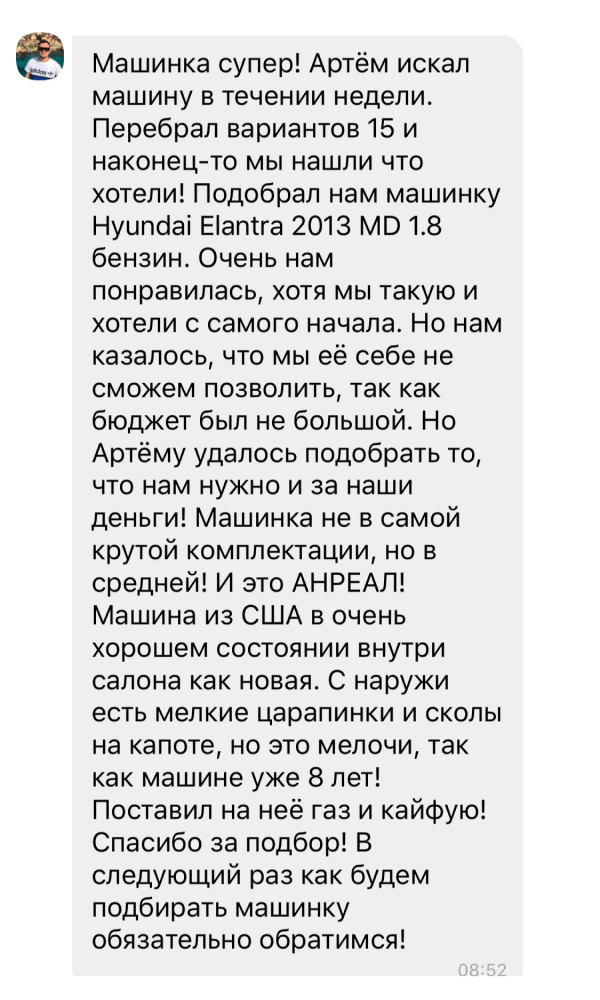 Машинка супер! Артём искал
машину в течении недели.
Перебрал вариантов 15 и
наконец-то мы нашли что
хотели! Подобрал нам машинку
Hyundai Elantra 2013 MD 1.8
бензин. Очень нам
понравилась, хотя мы такую и
хотели с самого начала. Но нам
казалось, что мы её себе не
сможем позволить, так как
бюджет был не большой. Но
Артёму удалось подобрать то,
что нам нужно и за наши
деньги! Машинка не в самой
крутой комплектации, но в
средней! И это АНРЕАЛ!
Машина из США в очень
хорошем состоянии внутри
салона как новая. С наружи
есть мелкие царапинки и сколы
на капоте, но это мелочи, так
как машине уже 8 лет!
Поставил на неё газ и кайфую!
Спасибо за подбор! В
следующий раз как будем
подбирать машинку
обязательно обратимся!
08:52